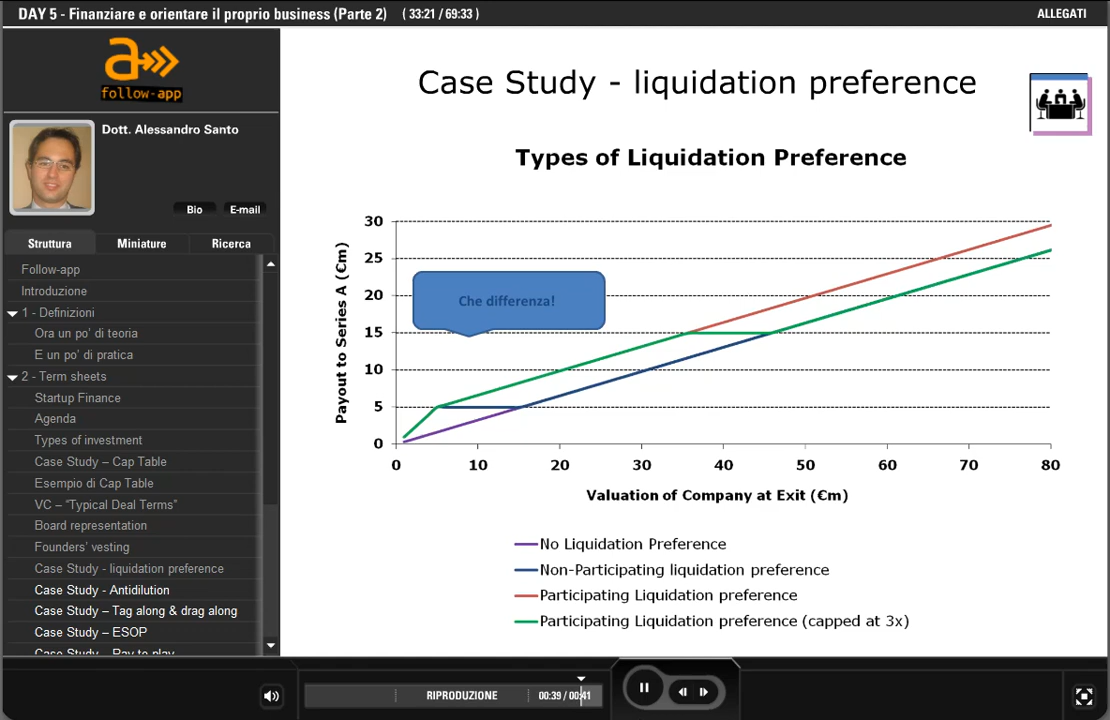 DAY 5 - Finanziare e orientare il proprio business (Parte 2) ( 33:21 / 69:33 )
ALLEGATI
follow-app
Dott. Alessandro Santo
Bio
E-mail
Struttura
Miniature
Ricerca
Follow-app
Introduzione
1 - Definizioni
Ora un po' di teoria
E un po' di pratica
2 - Term sheets
Startup Finance
Agenda
Types of investment
Case Study – Cap Table
Esempio di Cap Table
VC – “Typical Deal Terms”
Board representation
Founders' vesting
Case Study - liquidation preference
Case Study - Antidilution
Case Study – Tag along & drag along
Case Study – ESOP
Case Study – Pay to play
Case Study - liquidation preference
Types of Liquidation Preference
Payout to Series A (€m)
30
25
20
15
10
5
0
Che differenza!
0 10 20 30 40 50 60 70 80
Valuation of Company at Exit (€m)
No Liquidation Preference
Non-Participating liquidation preference
Participating Liquidation preference
Participating Liquidation preference (capped at 3x)
RIPRODUZIONE
00:39 / 00:41